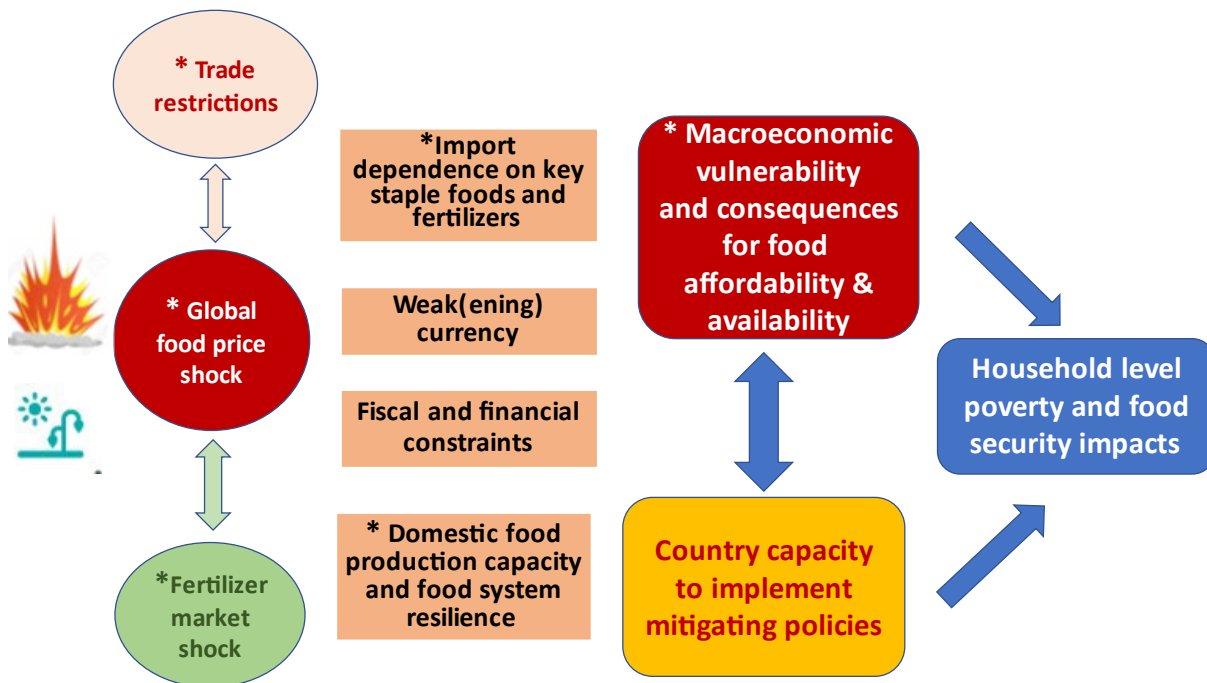 * Trade
restrictions
* Global
food price
shock
*Fertilizer
market
shock
*Import
dependence on key
staple foods and
fertilizers
Weak(ening)
currency
Fiscal and financial
constraints
* Domestic food
production capacity
and food system
resilience
* Macroeconomic
vulnerability
and consequences
for food
affordability &
availability
Country capacity
to implement
mitigating policies
Household level
poverty and food
security impacts